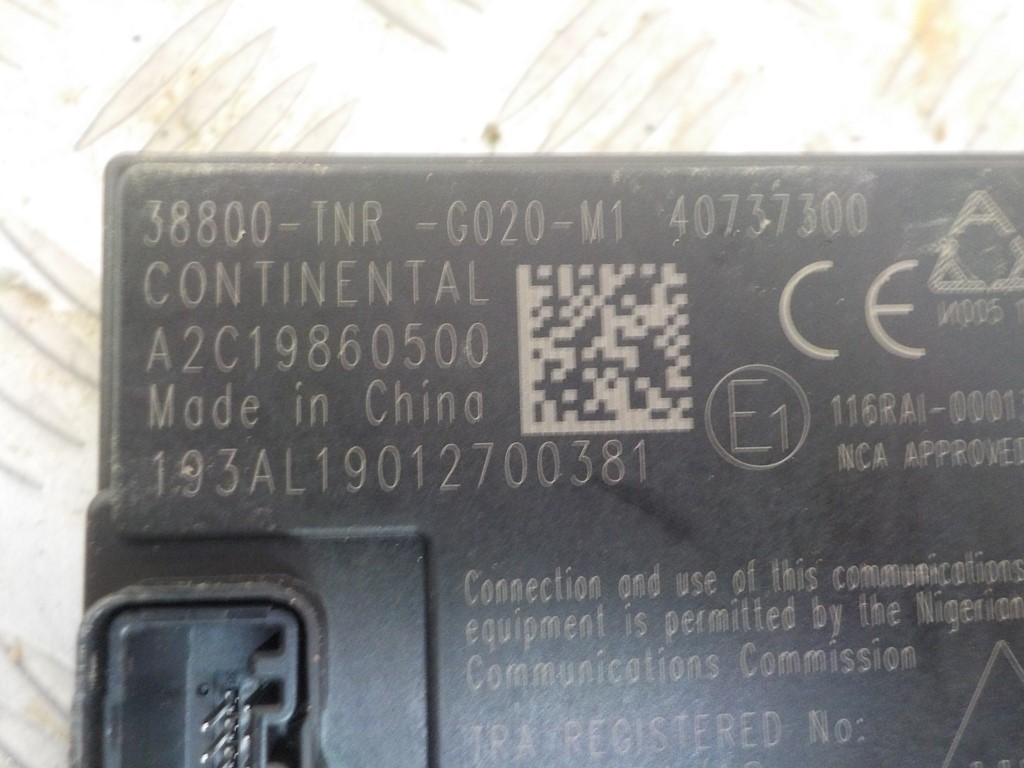 38800-TNR -G020-M1 40737300
CONTINENTAL
A2C19860500
Made in China
193AL19012700381
CE
E1
116RAI-00013
NCA APPROVED
Connection and use of this communications
equipment is permitted by the Nigerian
Communications Commission
TRA REGISTERED No: